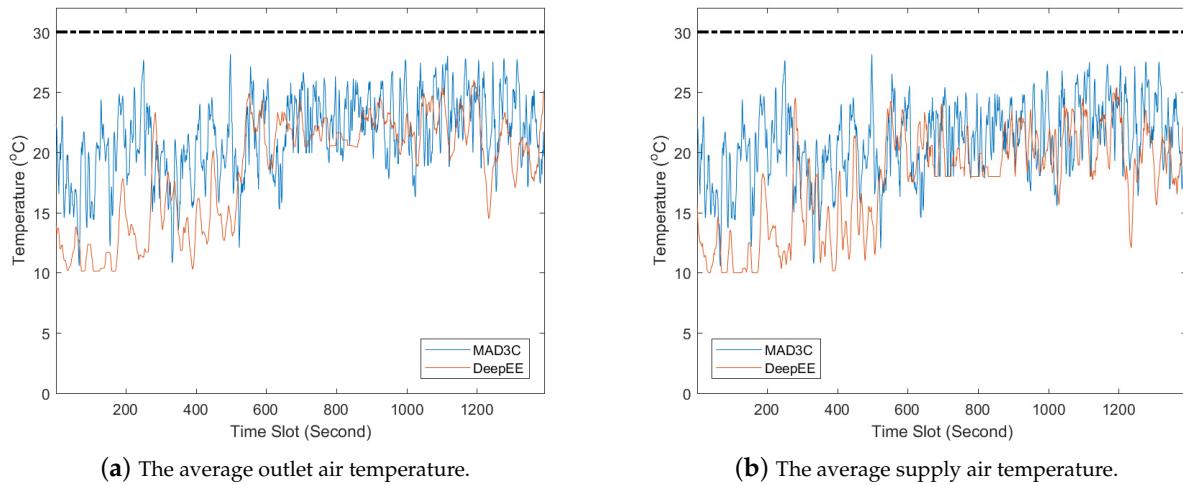 30
25
20
15
10
5
0
Temperature (°C)
200 400 600 800 1000 1200
Time Slot (Second)
MAD3C
DeepEE
(a) The average outlet air temperature.
30
25
20
15
10
5
0
Temperature (°C)
200 400 600 800 1000 1200
Time Slot (Second)
MAD3C
DeepEE
(b) The average supply air temperature.